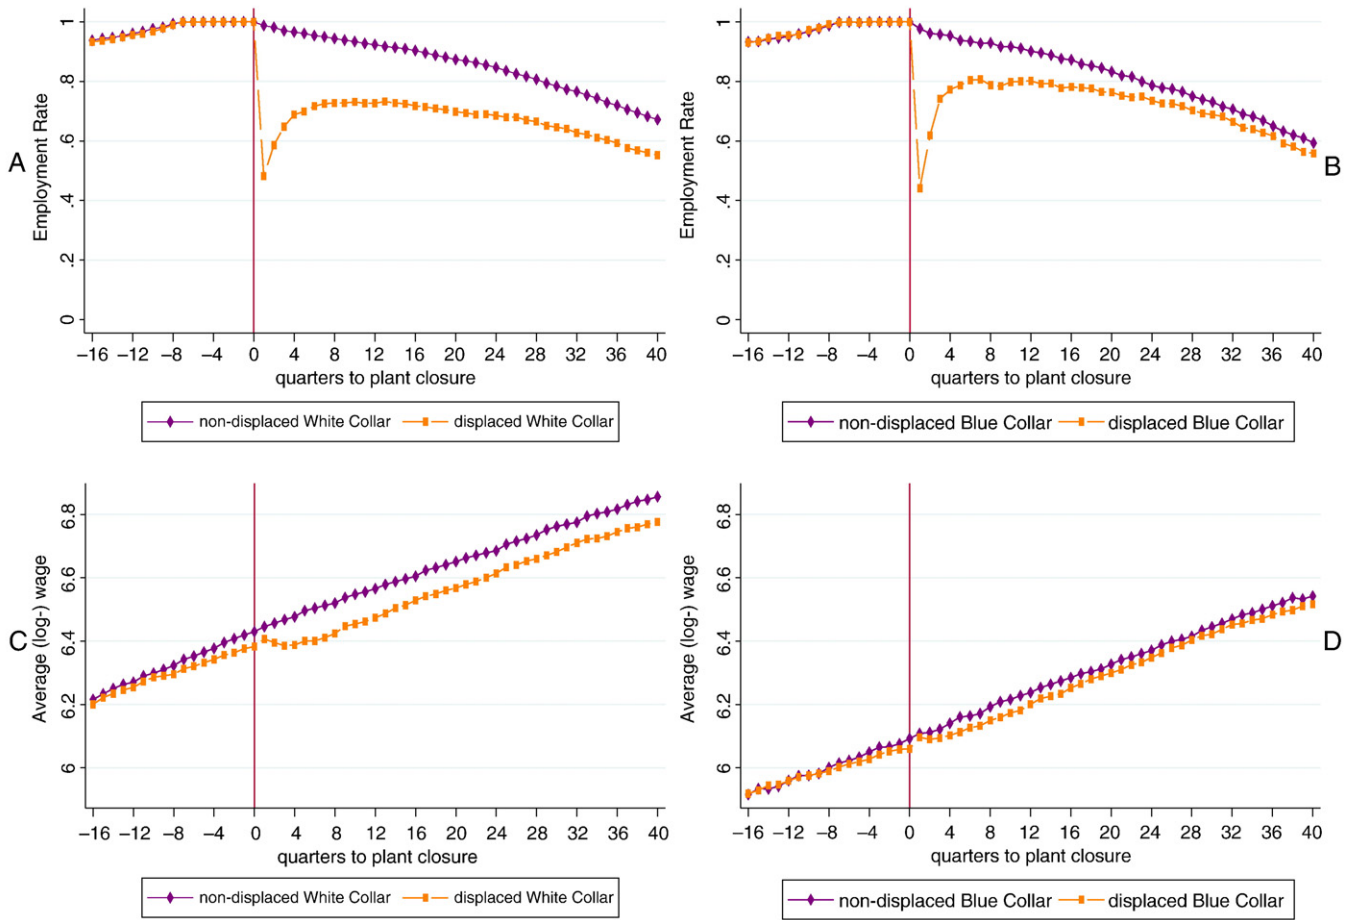 A
Employment Rate
1
.8
.6
.4
.2
0
−16 −12 −8 −4 0 4 8 12 16 20 24 28 32 36 40
quarters to plant closure
non-displaced White Collar displaced White Collar
Employment Rate
1
.8
.6
.4
.2
0
B
−16 −12 −8 −4 0 4 8 12 16 20 24 28 32 36 40
quarters to plant closure
non-displaced Blue Collar displaced Blue Collar
C
Average (log-) wage
6.8
6.6
6.4
6.2
6
−16 −12 −8 −4 0 4 8 12 16 20 24 28 32 36 40
quarters to plant closure
non-displaced White Collar displaced White Collar
Average (log-) wage
6.8
6.6
6.4
6.2
6
D
−16 −12 −8 −4 0 4 8 12 16 20 24 28 32 36 40
quarters to plant closure
non-displaced Blue Collar displaced Blue Collar